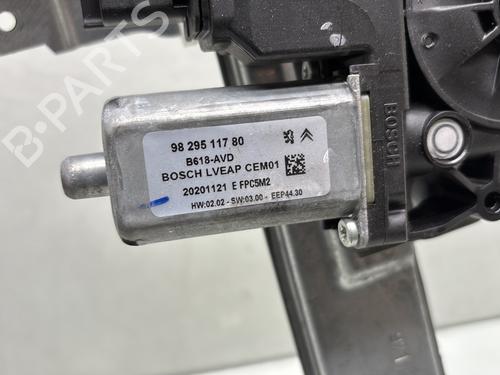 B-PARTS
98 295 117 80
B618-AVD
BOSCH LVEAP CEM01
20201121 E FPC5M2
HW:02.02 - SW:03.00 - EEP44.30
BOSCH